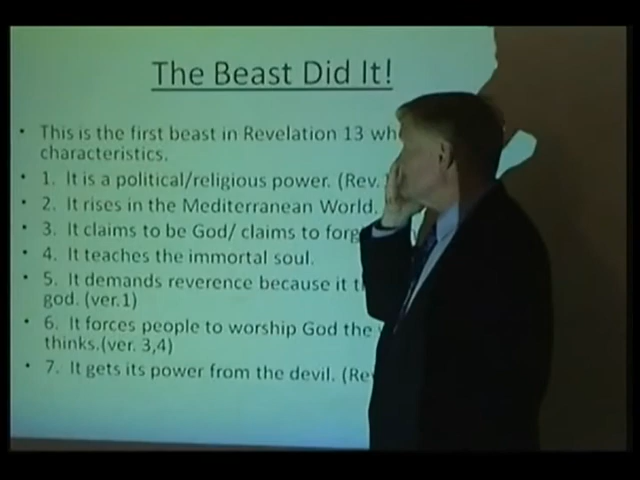 The Beast Did It!
• This is the first beast in Revelation 13
characteristics.
• 1. It is a political/religious power. (Rev.
• 2. It rises in the Mediterranean World.
• 3. It claims to be God/ claims to
• 4. It teaches the immortal soul.
• 5. It demands reverence because it
god. (ver.1)
• 6. It forces people to worship God the
thinks.(ver. 3,4)
• 7. It gets its power from the devil.